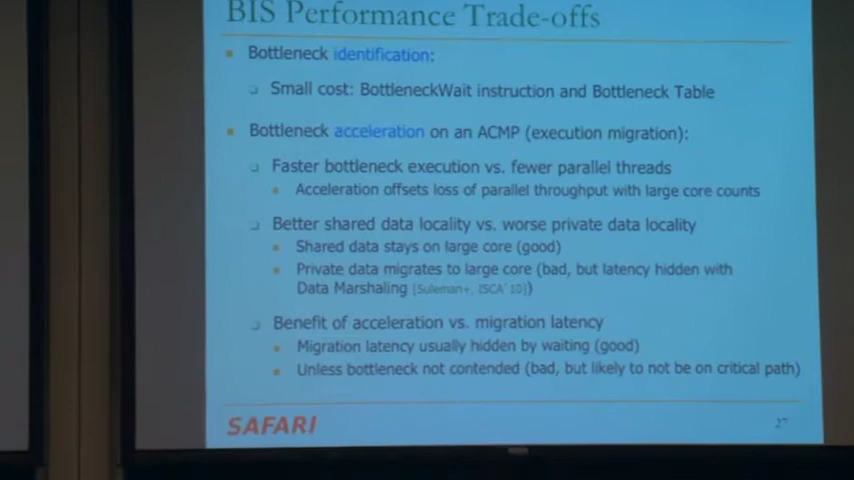 BIS Performance Trade-offs
Bottleneck identification:
Small cost: BottleneckWait instruction and Bottleneck Table
Bottleneck acceleration on an ACMP (execution migration):
Faster bottleneck execution vs. fewer parallel threads
Acceleration offsets loss of parallel throughput with large core counts
Better shared data locality vs. worse private data locality
Shared data stays on large core (good)
Private data migrates to large core (bad, but latency hidden with
Data Marshaling [Suleman+, ISCA'10])
Benefit of acceleration vs. migration latency
Migration latency usually hidden by waiting (good)
Unless bottleneck not contended (bad, but likely to not be on critical path)
SAFARI
27